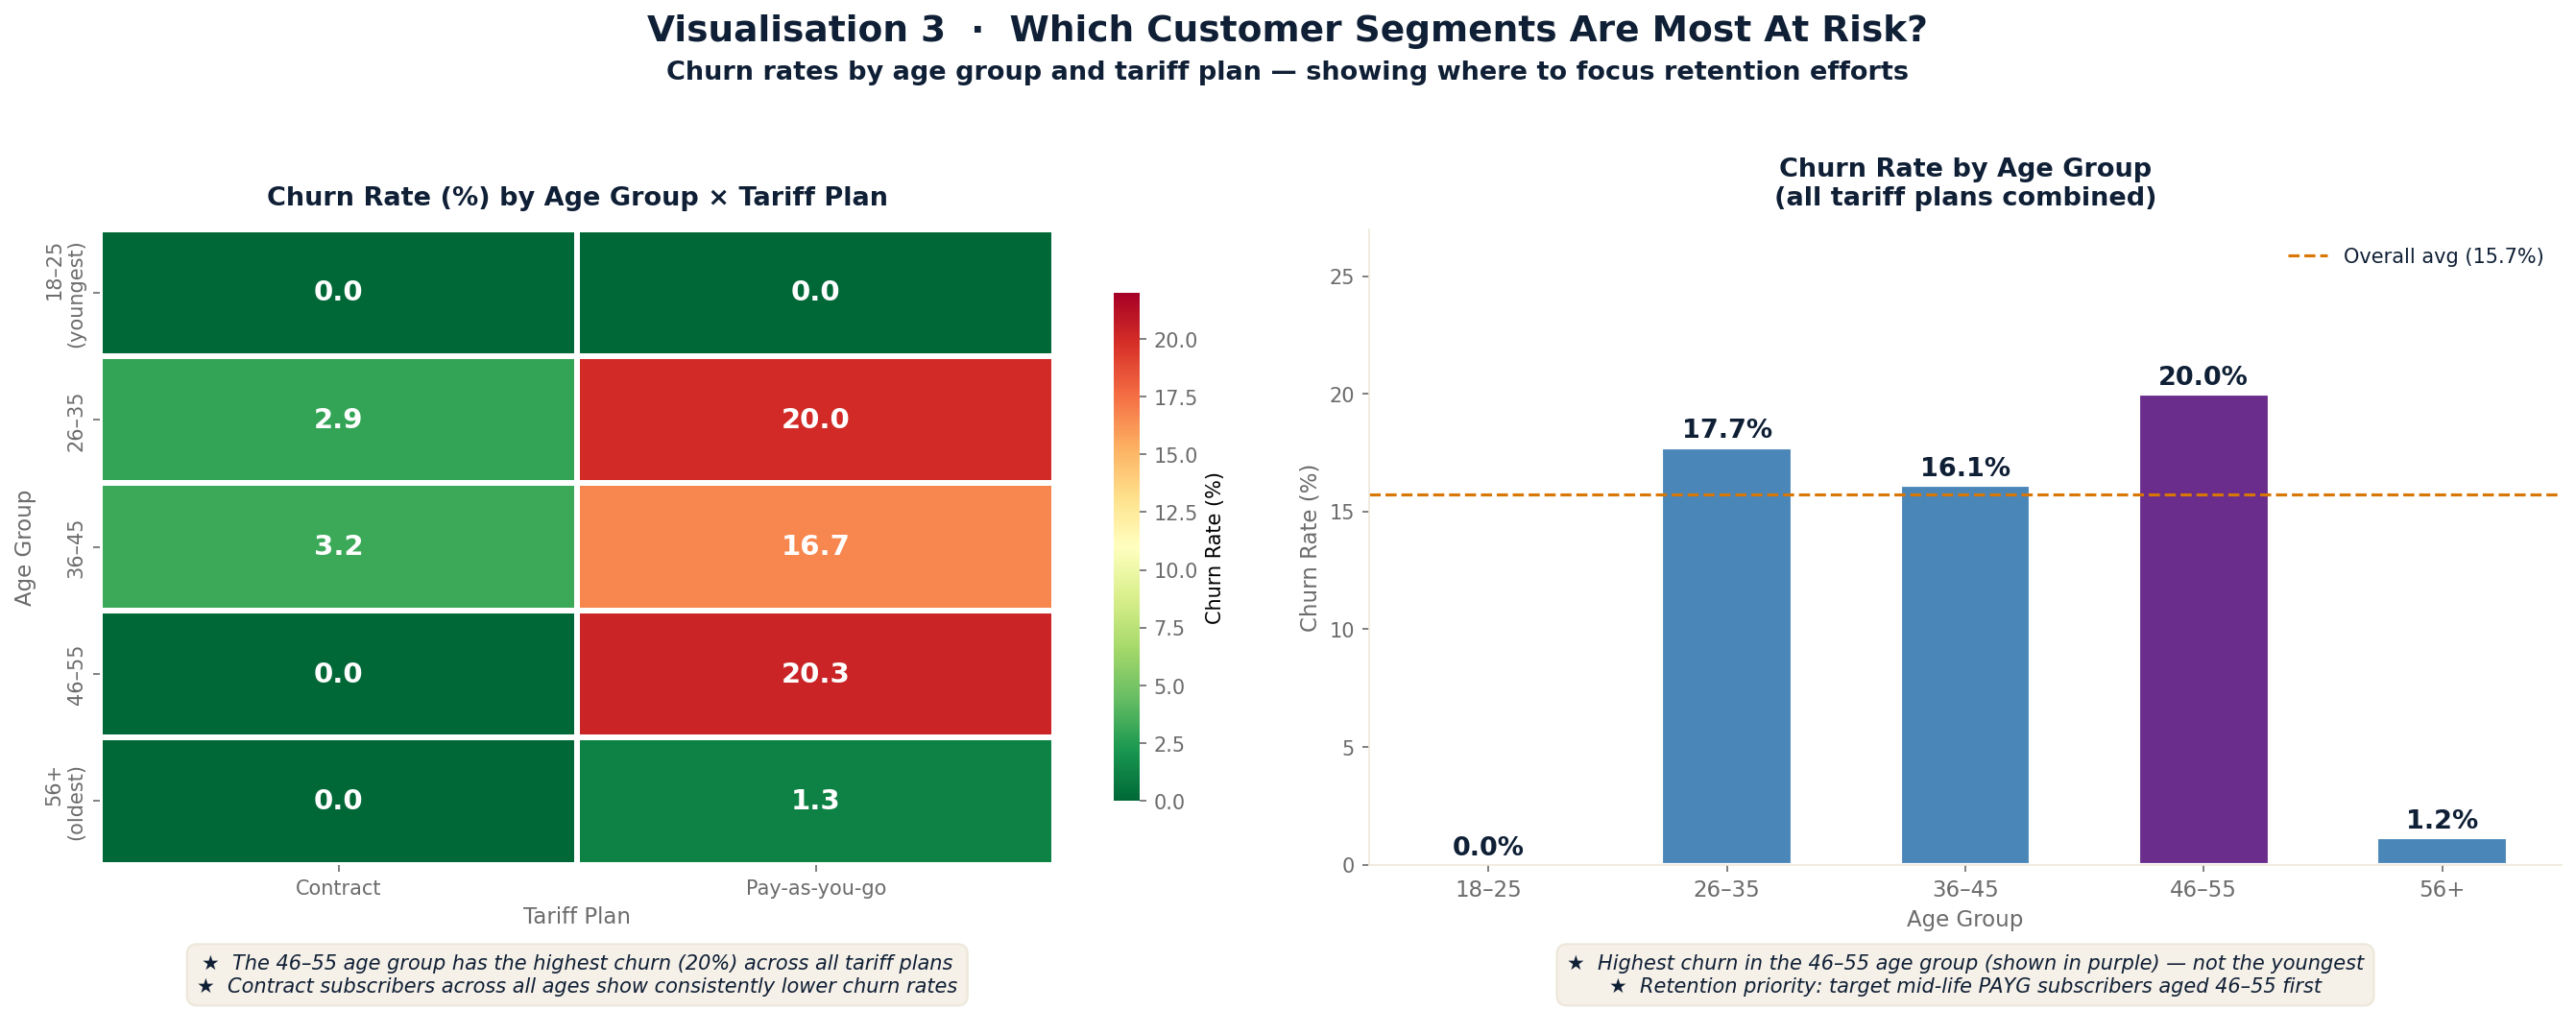 Visualisation 3 · Which Customer Segments Are Most At Risk?
Churn rates by age group and tariff plan — showing where to focus retention efforts
Churn Rate (%) by Age Group × Tariff Plan
Age Group
18–25
(youngest)
0.0
0.0
26–35
2.9
20.0
36–45
3.2
16.7
46–55
0.0
20.3
56+
(oldest)
0.0
1.3
Contract
Pay-as-you-go
Tariff Plan
20.0
17.5
15.0
12.5
10.0
7.5
5.0
2.5
0.0
Churn Rate (%)
★ The 46–55 age group has the highest churn (20%) across all tariff plans
★ Contract subscribers across all ages show consistently lower churn rates
Churn Rate by Age Group
(all tariff plans combined)
Overall avg (15.7%)
Churn Rate (%)
25
20
15
10
5
0
0.0%
17.7%
16.1%
20.0%
1.2%
18–25
26–35
36–45
46–55
56+
Age Group
★ Highest churn in the 46–55 age group (shown in purple) — not the youngest
★ Retention priority: target mid-life PAYG subscribers aged 46–55 first